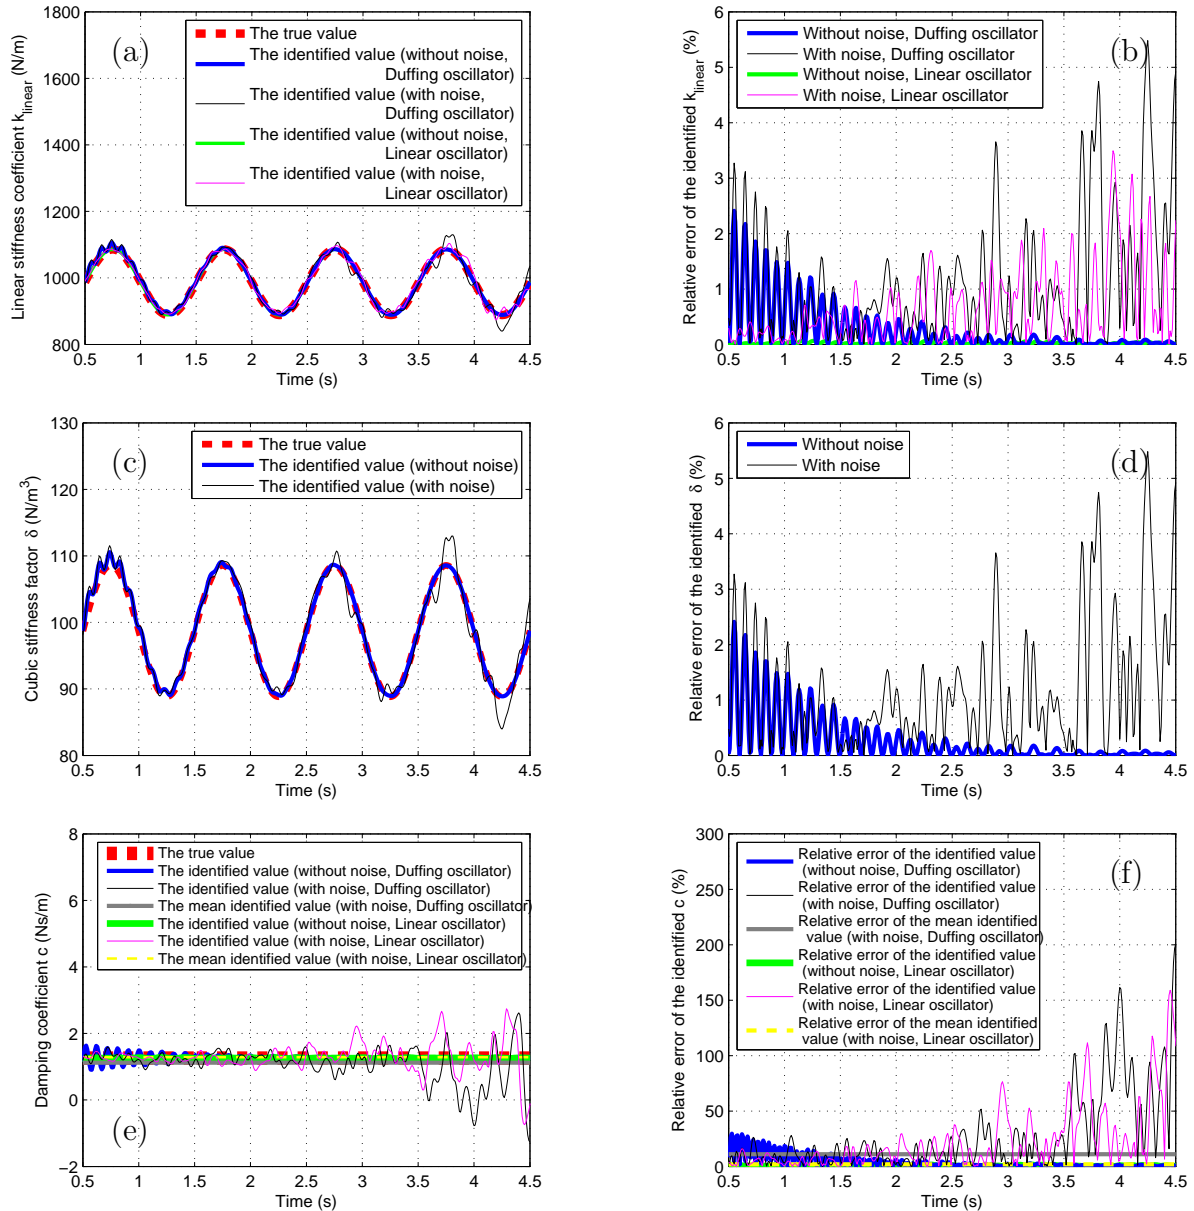 (a)
The true value
The identified value (without noise,
Duffing oscillator)
The identified value (with noise,
Duffing oscillator)
The identified value (without noise,
Linear oscillator)
The identified value (with noise,
Linear oscillator)
Linear stiffness coefficient k_linear (N/m)
1800
1600
1400
1200
1000
800
0.5 1 1.5 2 2.5 3 3.5 4 4.5
Time (s)
(b)
Without noise, Duffing oscillator
With noise, Duffing oscillator
Without noise, Linear oscillator
With noise, Linear oscillator
Relative error of the identified k_linear (%)
6
5
4
3
2
1
0
0.5 1 1.5 2 2.5 3 3.5 4 4.5
Time (s)
(c)
The true value
The identified value (without noise)
The identified value (with noise)
Cubic stiffness factor δ (N/m³)
130
120
110
100
90
80
0.5 1 1.5 2 2.5 3 3.5 4 4.5
Time (s)
(d)
Without noise
With noise
Relative error of the identified δ (%)
6
5
4
3
2
1
0
0.5 1 1.5 2 2.5 3 3.5 4 4.5
Time (s)
(e)
The true value
The identified value (without noise, Duffing oscillator)
The identified value (with noise, Duffing oscillator)
The mean identified value (with noise, Duffing oscillator)
The identified value (without noise, Linear oscillator)
The identified value (with noise, Linear oscillator)
The mean identified value (with noise, Linear oscillator)
Damping coefficient c (Ns/m)
8
6
4
2
0
−2
0.5 1 1.5 2 2.5 3 3.5 4 4.5
Time (s)
(f)
Relative error of the identified value
(without noise, Duffing oscillator)
Relative error of the identified value
(with noise, Duffing oscillator)
Relative error of the mean identified
value (with noise, Duffing oscillator)
Relative error of the identified value
(without noise, Linear oscillator)
Relative error of the identified value
(with noise, Linear oscillator)
Relative error of the mean identified
value (with noise, Linear oscillator)
Relative error of the identified c (%)
300
250
200
150
100
50
0
0.5 1 1.5 2 2.5 3 3.5 4 4.5
Time (s)